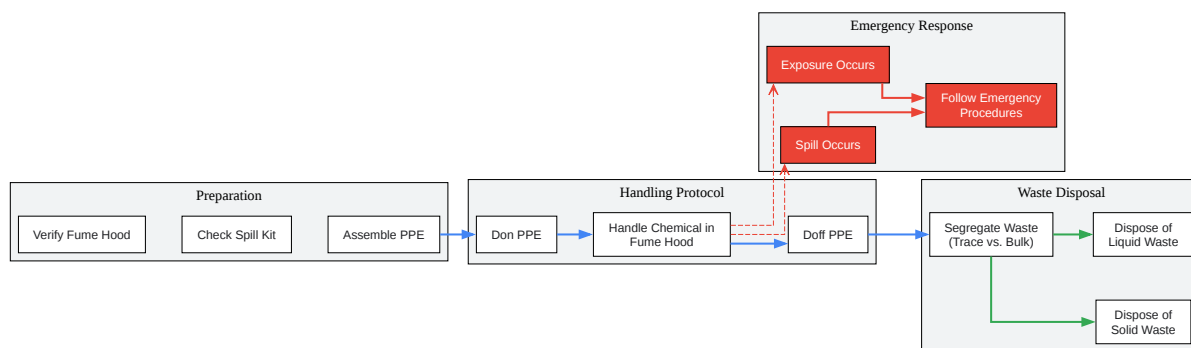 Emergency Response
Exposure Occurs
Follow Emergency
Procedures
Spill Occurs
Preparation
Verify Fume Hood
Check Spill Kit
Assemble PPE
Handling Protocol
Don PPE
Handle Chemical in
Fume Hood
Doff PPE
Waste Disposal
Segregate Waste
(Trace vs. Bulk)
Dispose of
Liquid Waste
Dispose of
Solid Waste